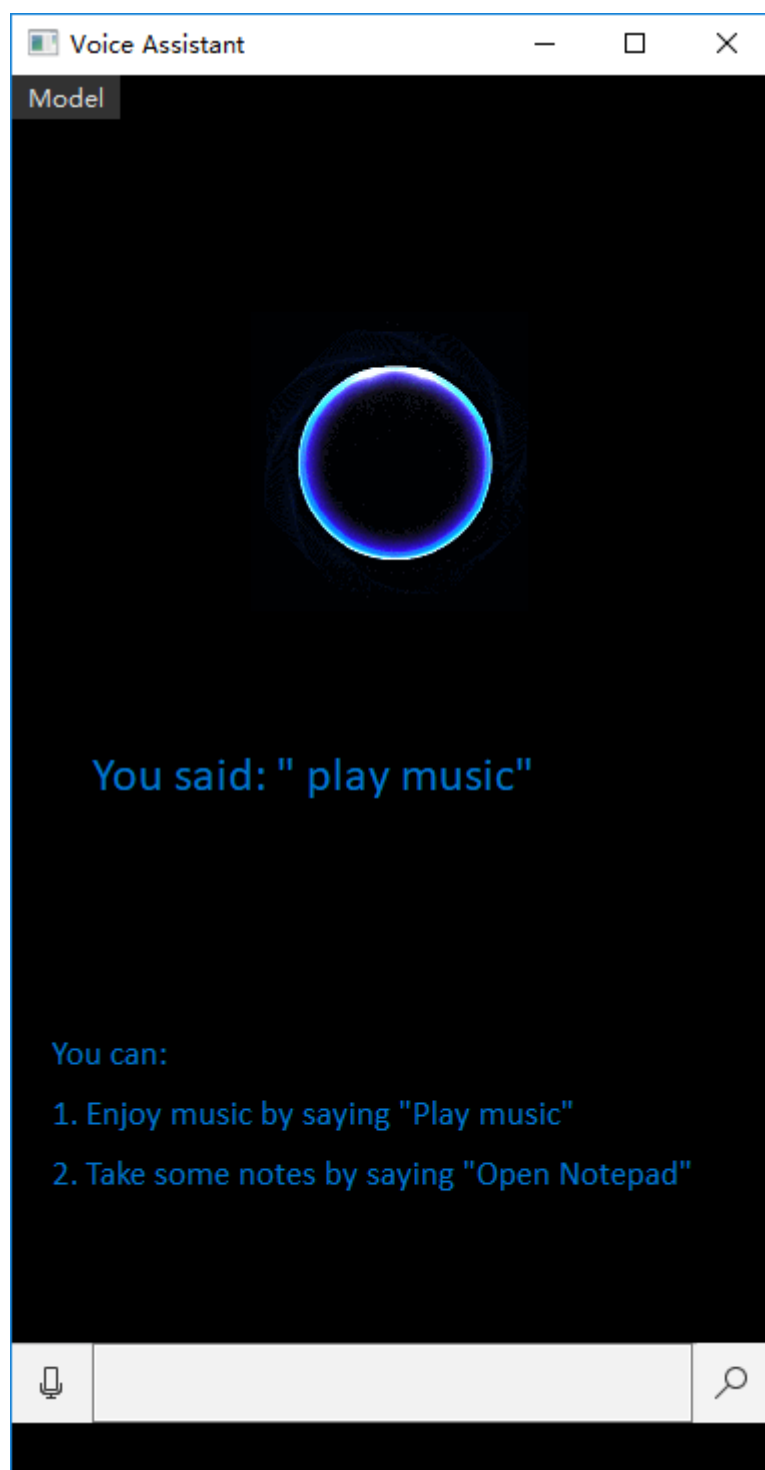 Voice Assistant
Model
You said: " play music"
You can:
1. Enjoy music by saying "Play music"
2. Take some notes by saying "Open Notepad"